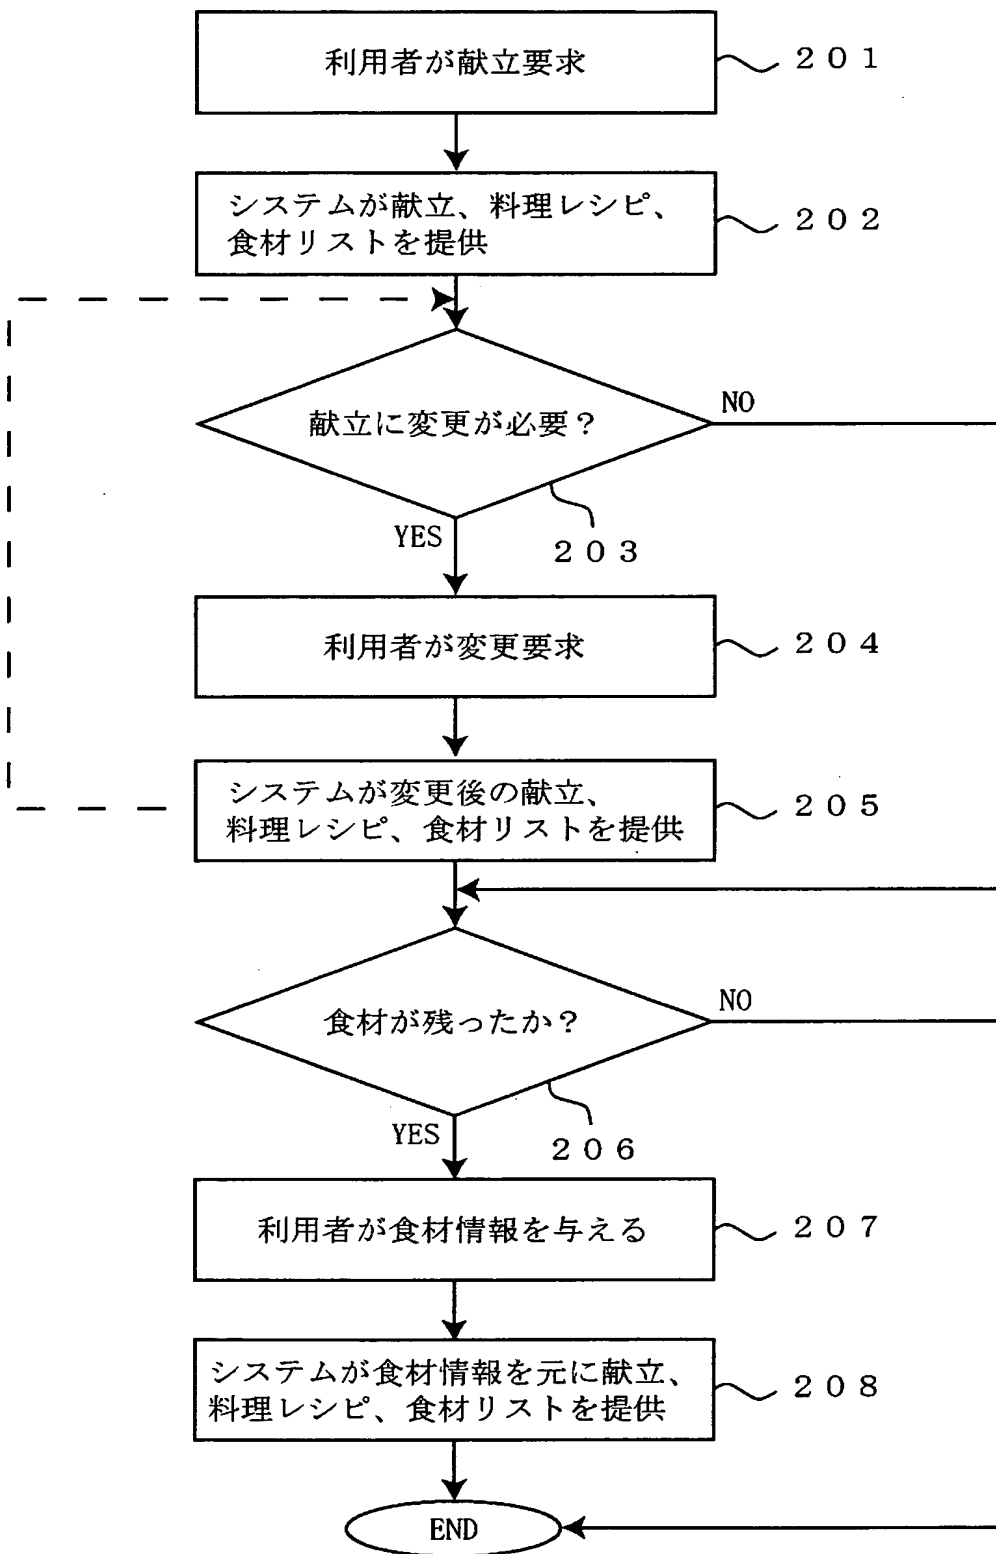 利用者が献立要求
２０１
システムが献立、料理レシピ、
食材リストを提供
２０２
献立に変更が必要？
NO
YES
２０３
利用者が変更要求
２０４
システムが変更後の献立、
料理レシピ、食材リストを提供
２０５
食材が残ったか？
NO
YES
２０６
利用者が食材情報を与える
２０７
システムが食材情報を元に献立、
料理レシピ、食材リストを提供
２０８
END